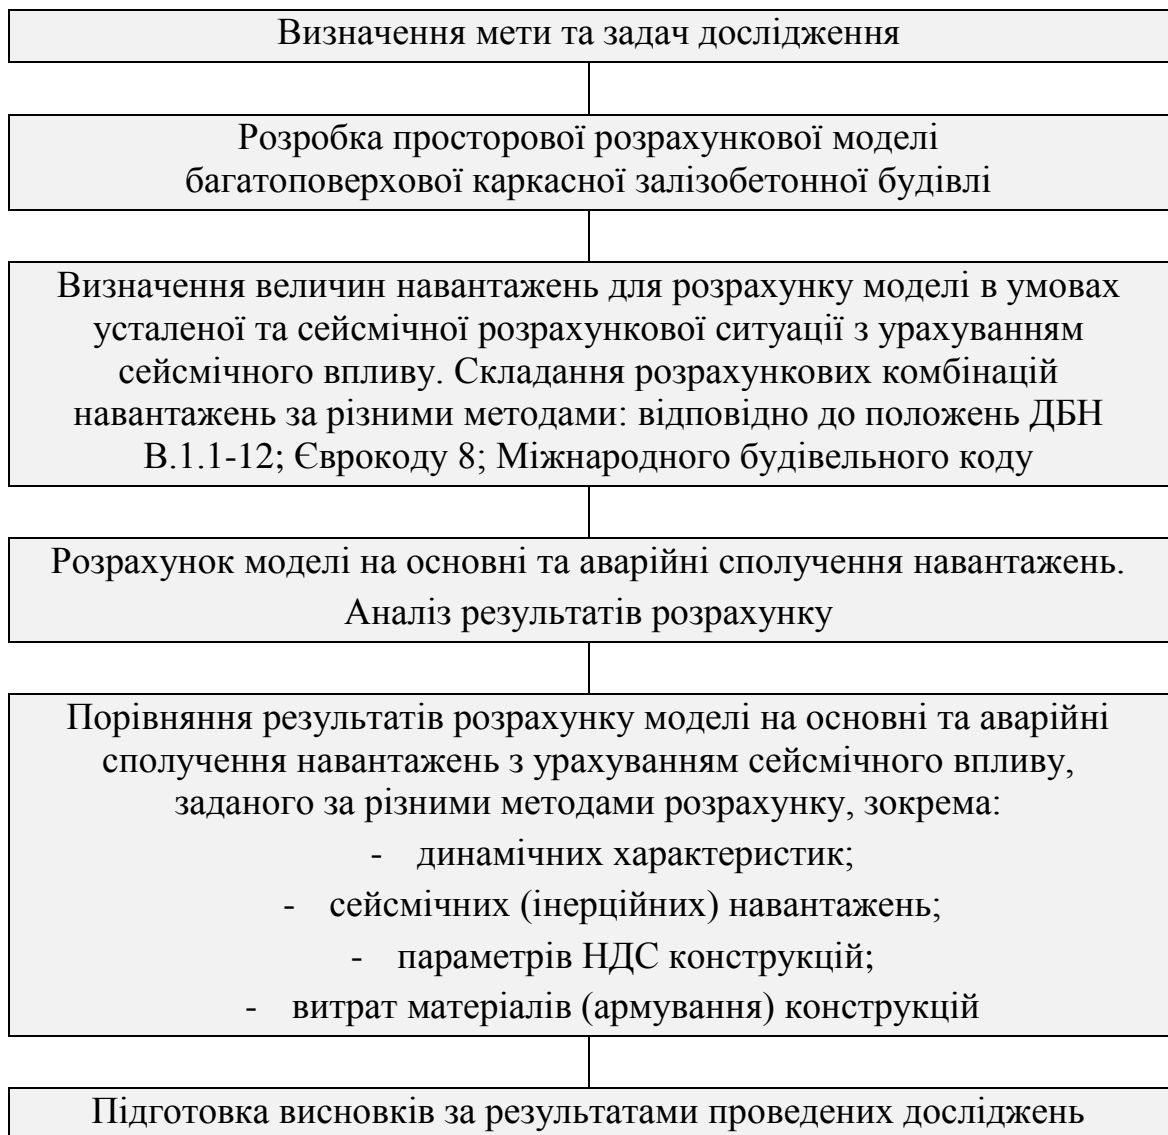 Визначення мети та задач дослідження
Розробка просторової розрахункової моделі
багатоповерхової каркасної залізобетонної будівлі
Визначення величин навантажень для розрахунку моделі в умовах
усталеної та сейсмічної розрахункової ситуації з урахуванням
сейсмічного впливу. Складання розрахункових комбінацій
навантажень за різними методами: відповідно до положень ДБН
В.1.1-12; Єврокоду 8; Міжнародного будівельного коду
Розрахунок моделі на основні та аварійні сполучення навантажень.
Аналіз результатів розрахунку
Порівняння результатів розрахунку моделі на основні та аварійні
сполучення навантажень з урахуванням сейсмічного впливу,
заданого за різними методами розрахунку, зокрема:
- динамічних характеристик;
- сейсмічних (інерційних) навантажень;
- параметрів НДС конструкцій;
- витрат матеріалів (армування) конструкцій
Підготовка висновків за результатами проведених досліджень